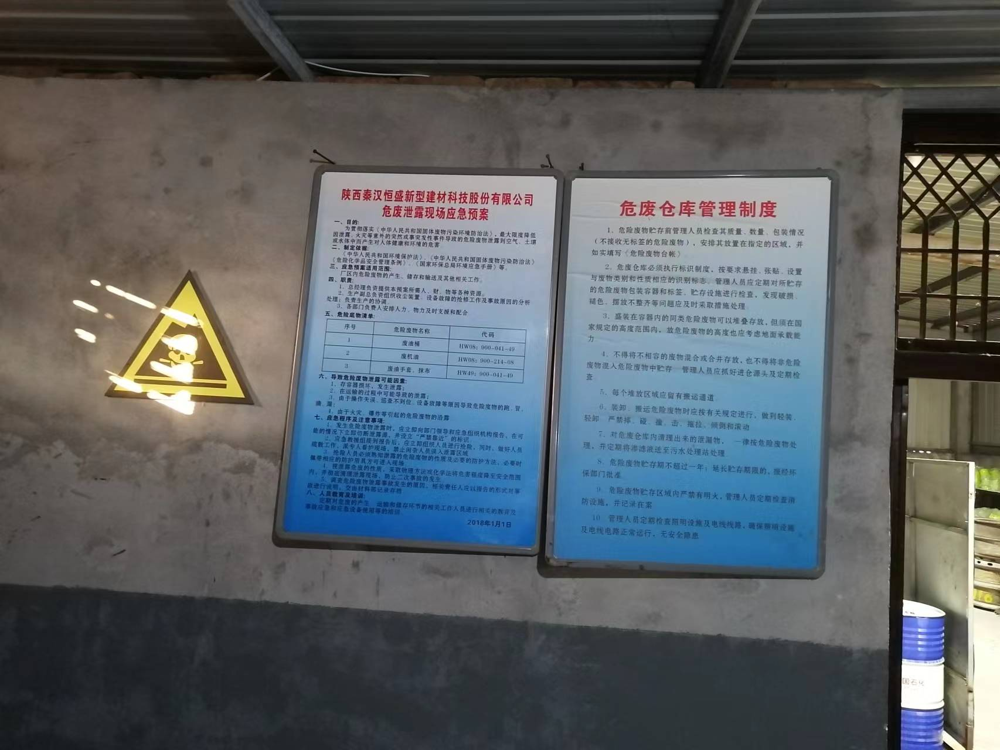 陕西秦汉恒盛新型建材科技股份有限公司
危废泄露现场应急预案
一、目的:
为贯彻落实《中华人民共和国固体废物污染环境防治法》,最大限度降低
因泄露、火灾等意外的突然或事突发性事件导致的危险废物泄露到空气、土壤
或水体中而产生对人体健康和环境的危害
二、制定依据:
《中华人民共和国环境保护法》、《中华人民共和国固体废物污染防治法》
《危险化学品安全管理条例》、《国家环保总局环境应急手册》等。
三、应急预案适用范围:
厂区内危险废物的产生、储存和输送及其他相关工作。
四、职责:
1、总经理负资提供本预案所需人、财、物等各种资源。
2、生产副总负资组织收尘装置、设备故障的抢修工作及事故原因的分析
处理;负责生产的协调
3、各部门负费人安排人力、物力及时支援和配合
五、危险底物清单:
序号 危险废物名称 代码
1 废油桶 HW08:900-041-49
2 废机油 HW08:900-214-08
3 废油手套、抹布 HW49:900-041-49
六、导致危险废物泄露可能因素:
1、存容器损坏,发生泄露;
2、在运输的过程中可能导致的泄露;
3、由于操作失误、巡查不到位、设备故障等原因导致危险废物的跑、冒、
滴、漏;
4、由于火灾、爆炸等引起的危险废物的沿露
七、应急程序及注意事项:
1、发生危险废物泄露时,应立即向部门领导和应急组织机构报告,在可
能的情况下立即切断泄露源,并设立“严禁靠近”的标识
2、应急救援组接到报告后,应立即组织人员进行抢险,同时,做好人员
疏散工作,派专人看护现场,禁止闲杂人员误入泄露区域
3、抢险人员必须熟知泄露的危险废物的性质及必要的防护方法,必要时
佩带相应的防护用具方可进入现场
4、视泄露危废的性质,采取物理方法或化学法将危害程度降至安全范围
内,并彻底清理泄露现场,防止二次事故的发生
5、调查危险废物泄露事故发生的原因,相关责任人应以报告的形式对事
故进行说明,交由材料部记录存档
八、人员教育及培训:
定期对危废的产生 运输和储存环节的相关工作人员进行相关的教育及
事故应急和应急设备使用等的培训
2018年1月1日
危废仓库管理制度
1、危险废物贮存前管理人员检查其质量、数量、包装情况
(不接收无标签的危险废物),安排其放置在指定的区域,并
如实填写《危险废物台帐》
2、危废仓库必须执行标识制度,按要求悬挂、张贴、设置
与废物类别和性质相应的识别标志。管理人员应定期对所贮存
的危险废物包装容器和标签、贮存设施进行检查,发现破损、
褪色、摆放不整齐等问题应及时采取措施处理
3、盛装在容器内的同类危险废物可以堆叠存放,但须在国
家规定的高度范围内,放危险废物的高度也应考虑地面承载能
力
4、不得将不相容的废物混合或合并存放,也不得将非危险
废物混入危险废物中贮存 管理人员应抓好进仓源头及定期检
查
5、每个堆放区域应留有搬运通道
6、装卸、搬运危险废物时应按有关规定进行,做到轻装、
轻卸 严禁摔、碰、撞、击、拖拉、倾倒和滚动
7、对危废仓库内清理出来的泄漏物, 一律按危险废物处
理,并定期将渗滤液送至污水处理站处理
8、危险废物贮存期不超过一年;延长贮存期限的,报经环
保部门批准
9、危险废物贮存区域内严禁有明火,管理人员定期检查消
防设施,并记录在案
10 管理人员定期检查照明设施及电线线路,确保照明设施
及电线电路正常运行,无安全隐患
国石化